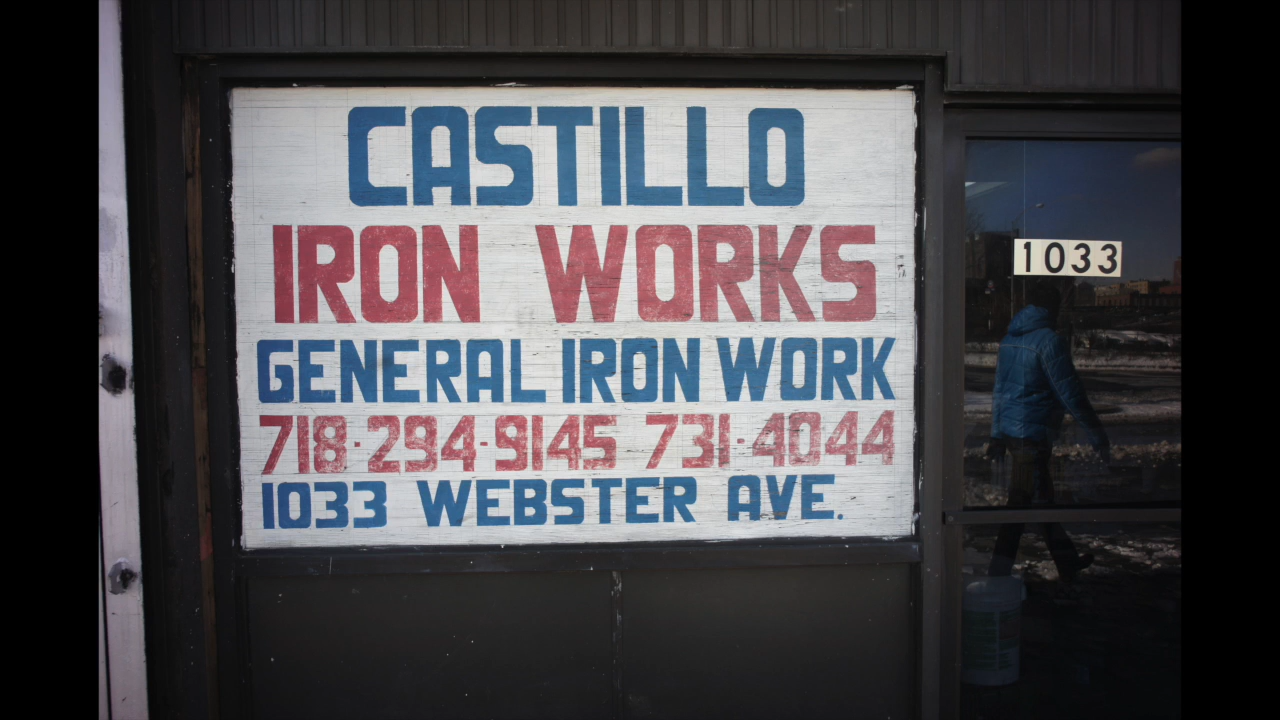 CASTILLO
IRON WORKS
GENERAL IRON WORK
718-294-9145 731-4044
1033 WEBSTER AVE.
1033